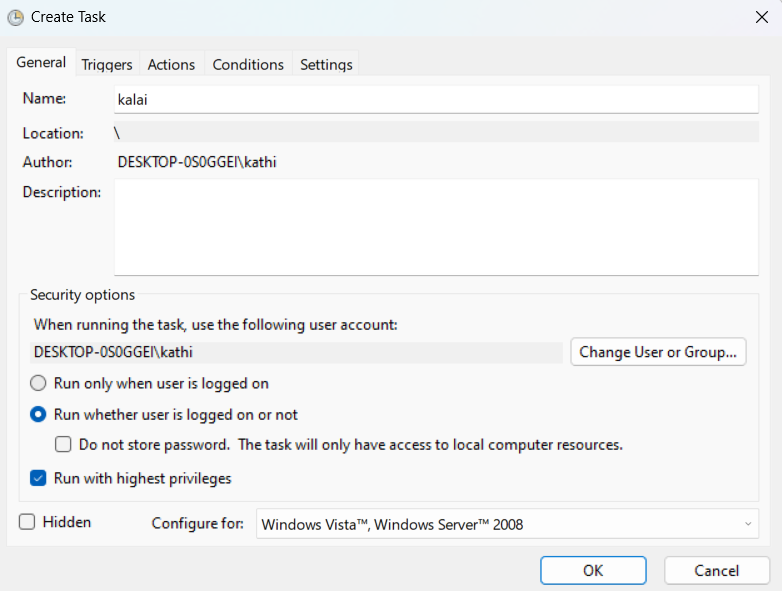 Create Task
General Triggers Actions Conditions Settings
Name: kalai
Location: \
Author: DESKTOP-0S0GGEI\kathi
Description:
Security options
When running the task, use the following user account:
DESKTOP-0S0GGEI\kathi Change User or Group...
Run only when user is logged on
Run whether user is logged on or not
Do not store password. The task will only have access to local computer resources.
Run with highest privileges
Hidden Configure for: Windows Vista™, Windows Server™ 2008
OK Cancel